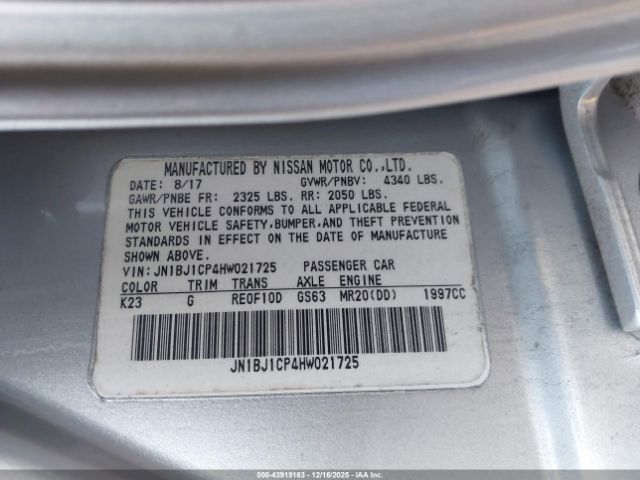 MANUFACTURED BY NISSAN MOTOR CO.,LTD.
DATE: 8/17 GVWR/PNBV: 4340 LBS.
GAWR/PNBE FR: 2325 LBS. RR: 2050 LBS.
THIS VEHICLE CONFORMS TO ALL APPLICABLE FEDERAL
MOTOR VEHICLE SAFETY,BUMPER,AND THEFT PREVENTION
STANDARDS IN EFFECT ON THE DATE OF MANUFACTURE
SHOWN ABOVE.
VIN: JN1BJ1CP4HW021725 PASSENGER CAR
COLOR TRIM TRANS AXLE ENGINE
K23 G RE0F10D GS63 MR20(DD) 1997CC
JN1BJ1CP4HW021725
000-43919163 - 12/16/2025 -